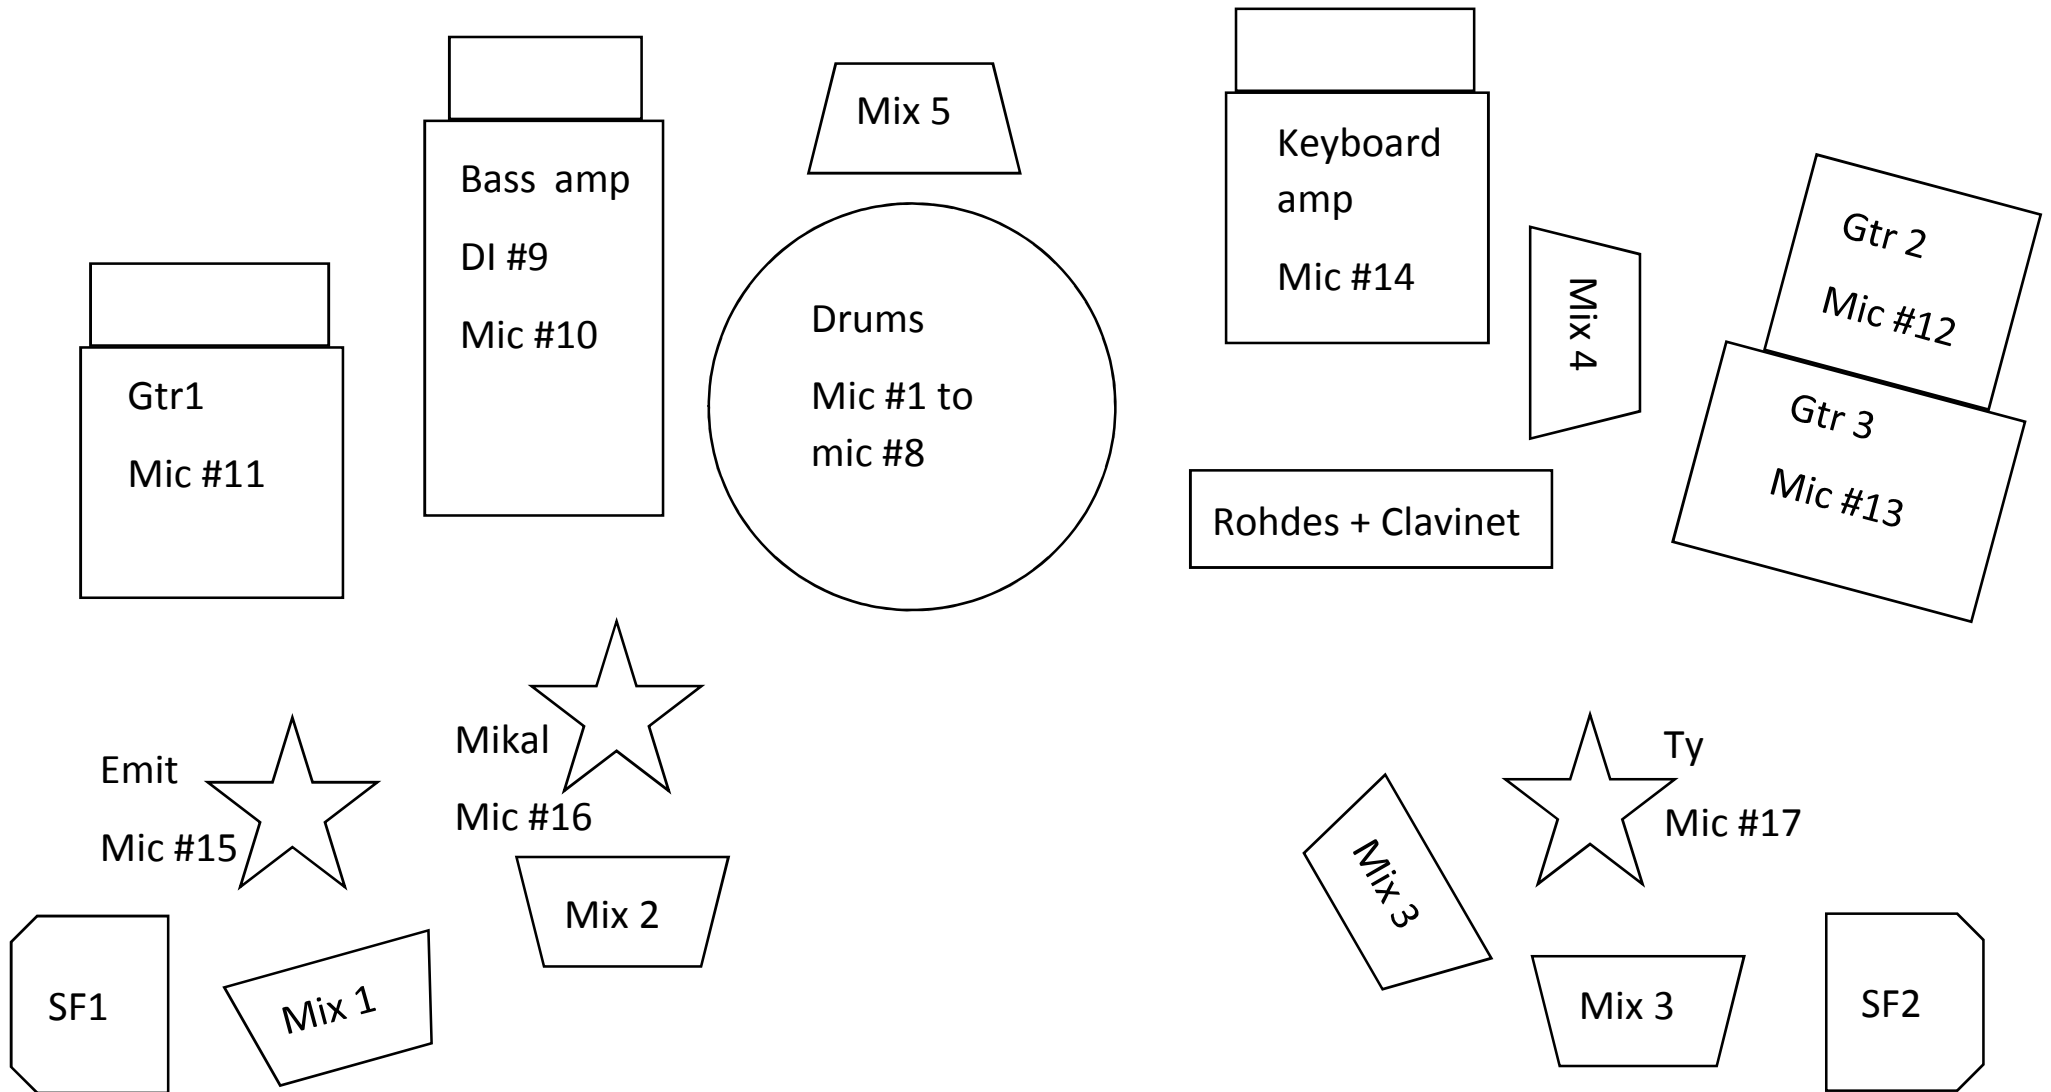 Mix 5
Keyboard
amp
Mic #14
Bass amp
DI #9
Mic #10
Gtr 2
Mic #12
Mix 4
Drums
Mic #1 to
mic #8
Gtr1
Mic #11
Gtr 3
Mic #13
Rohdes + Clavinet
Emit
Mic #15
Mikal
Mic #16
Ty
Mic #17
Mix 3
Mix 2
SF1
Mix 1
Mix 3
SF2